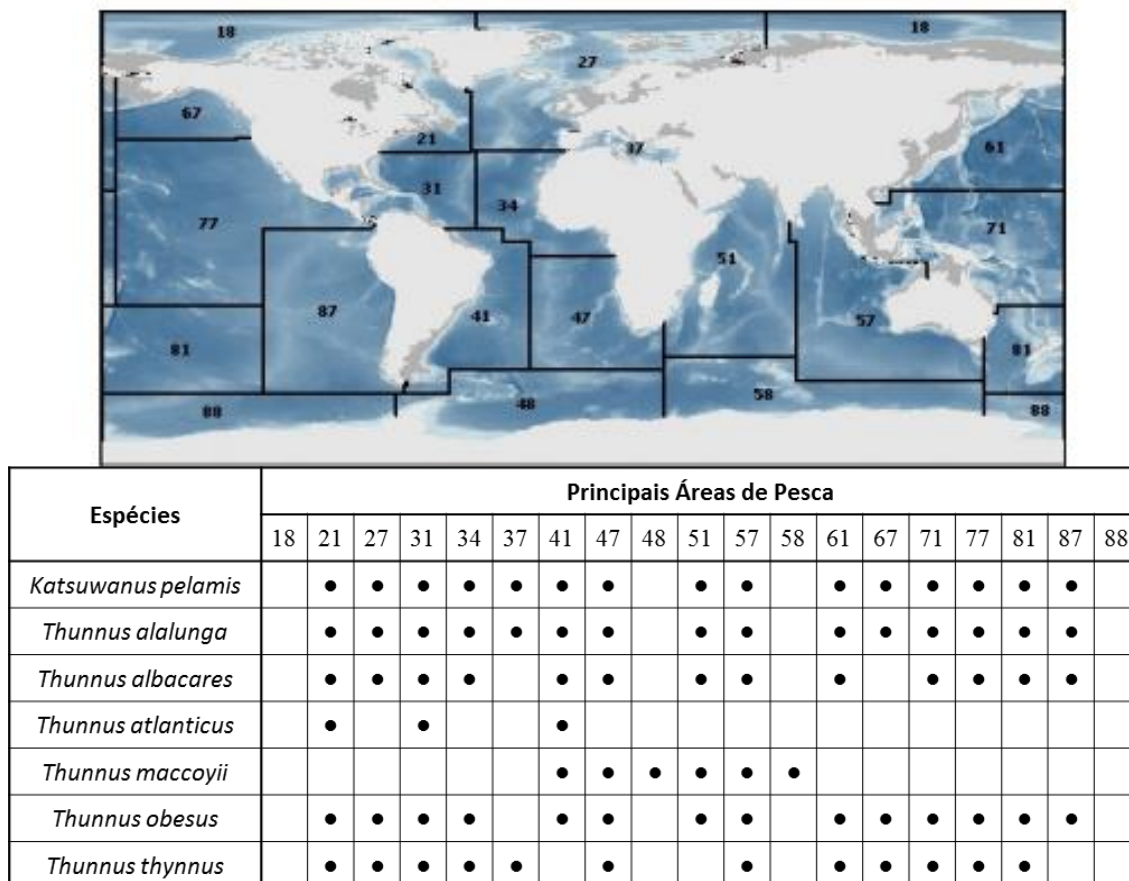 18 18
27
67
21 37 61
31 34
77 71
51
87 41 47 57
81 81
88 48 58 88
Espécies Principais Áreas de Pesca
18 21 27 31 34 37 41 47 48 51 57 58 61 67 71 77 81 87 88
Katsuwanus pelamis ● ● ● ● ● ● ● ● ● ● ● ● ● ● ●
Thunnus alalunga ● ● ● ● ● ● ● ● ● ● ● ● ● ● ●
Thunnus albacares ● ● ● ● ● ● ● ● ● ● ● ● ●
Thunnus atlanticus ● ● ●
Thunnus maccoyii ● ● ● ● ● ●
Thunnus obesus ● ● ● ● ● ● ● ● ● ● ● ● ● ●
Thunnus thynnus ● ● ● ● ● ● ● ● ● ● ● ●